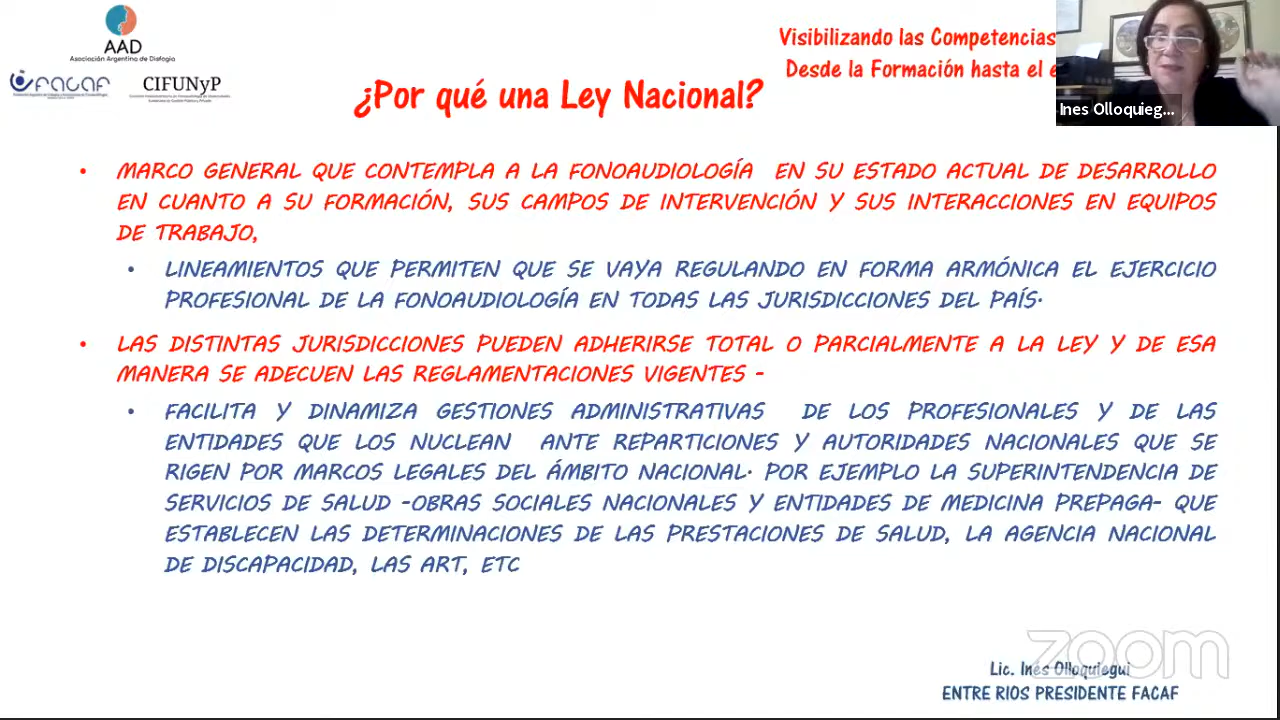 AAD
Asociación Argentina de Disfagia
FACAF
CIFUNyP
Visibilizando las Competencias
Desde la Formación hasta el e
¿Por qué una Ley Nacional?
Ines Olloquieg...
• MARCO GENERAL QUE CONTEMPLA A LA FONOAUDIOLOGÍA EN SU ESTADO ACTUAL DE DESARROLLO
EN CUANTO A SU FORMACIÓN, SUS CAMPOS DE INTERVENCIÓN Y SUS INTERACCIONES EN EQUIPOS
DE TRABAJO,
• LINEAMIENTOS QUE PERMITEN QUE SE VAYA REGULANDO EN FORMA ARMÓNICA EL EJERCICIO
PROFESIONAL DE LA FONOAUDIOLOGÍA EN TODAS LAS JURISDICCIONES DEL PAÍS.
• LAS DISTINTAS JURISDICCIONES PUEDEN ADHERIRSE TOTAL O PARCIALMENTE A LA LEY Y DE ESA
MANERA SE ADECUEN LAS REGLAMENTACIONES VIGENTES -
• FACILITA Y DINAMIZA GESTIONES ADMINISTRATIVAS DE LOS PROFESIONALES Y DE LAS
ENTIDADES QUE LOS NUCLEAN ANTE REPARTICIONES Y AUTORIDADES NACIONALES QUE SE
RIGEN POR MARCOS LEGALES DEL ÁMBITO NACIONAL. POR EJEMPLO LA SUPERINTENDENCIA DE
SERVICIOS DE SALUD -OBRAS SOCIALES NACIONALES Y ENTIDADES DE MEDICINA PREPAGA- QUE
ESTABLECEN LAS DETERMINACIONES DE LAS PRESTACIONES DE SALUD, LA AGENCIA NACIONAL
DE DISCAPACIDAD, LAS ART, ETC
zoom
Lic. Inés Olloquiegui
ENTRE RIOS PRESIDENTE FACAF